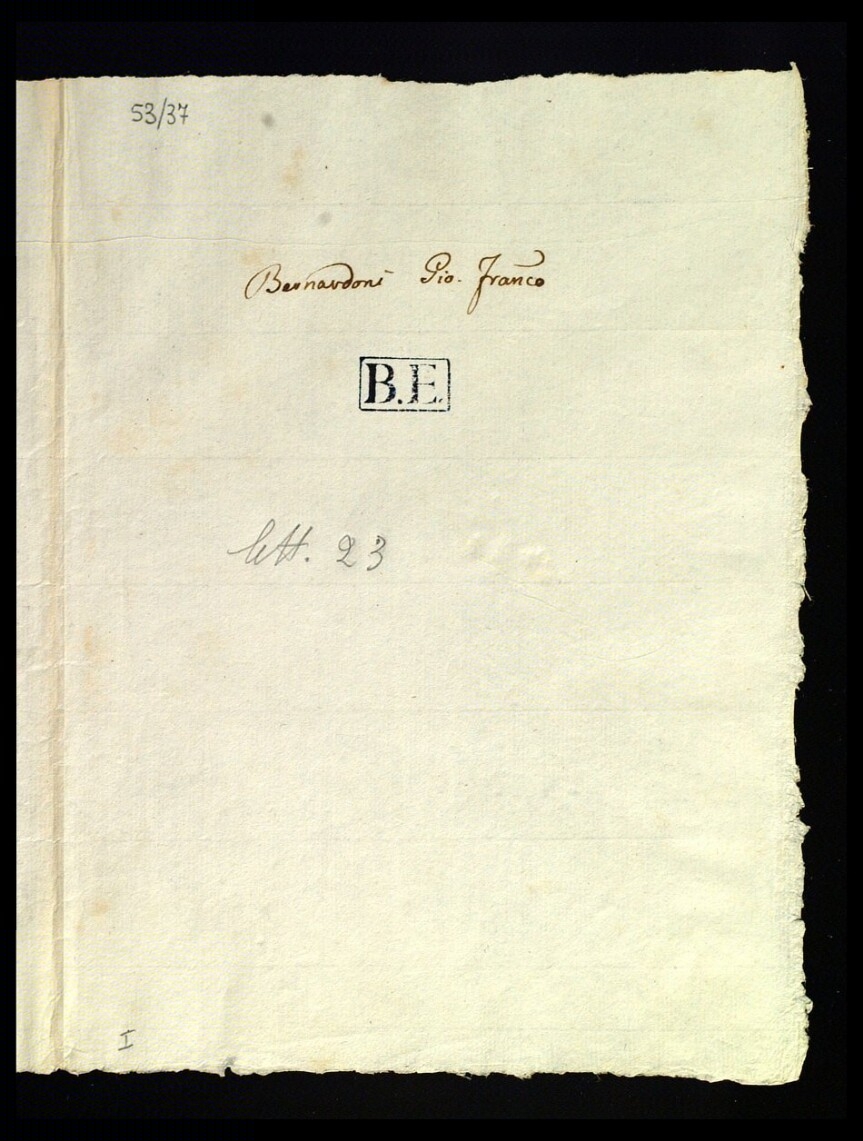 53/37
Bernardoni Gio. Franco
B.E.
lett. 23
I